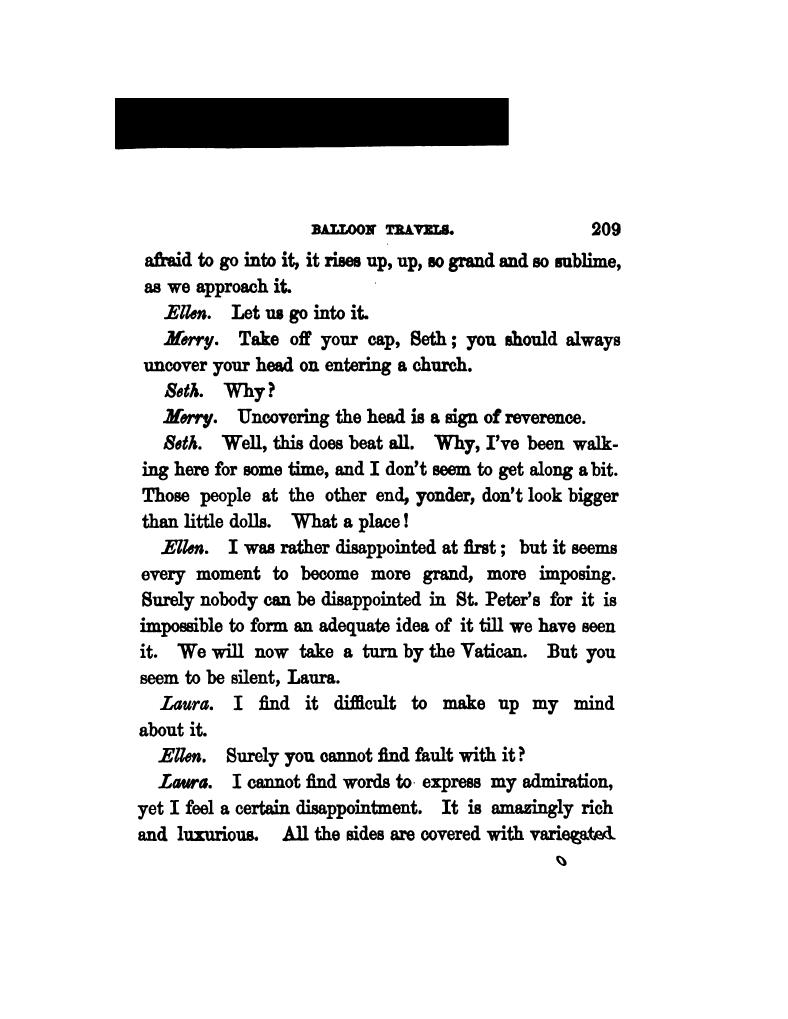 BALLOON TRAVELS. 209
afraid to go into it, it rises up, up, so grand and so sublime,
as we approach it.
Ellen. Let us go into it.
Merry. Take off your cap, Seth; you should always
uncover your head on entering a church.
Seth. Why?
Merry. Uncovering the head is a sign of reverence.
Seth. Well, this does beat all. Why, I've been walk-
ing here for some time, and I don't seem to get along a bit.
Those people at the other end, yonder, don't look bigger
than little dolls. What a place!
Ellen. I was rather disappointed at first; but it seems
every moment to become more grand, more imposing.
Surely nobody can be disappointed in St. Peter's for it is
impossible to form an adequate idea of it till we have seen
it. We will now take a turn by the Vatican. But you
seem to be silent, Laura.
Laura. I find it difficult to make up my mind
about it.
Ellen. Surely you cannot find fault with it?
Laura. I cannot find words to express my admiration,
yet I feel a certain disappointment. It is amazingly rich
and luxurious. All the sides are covered with variegated
O